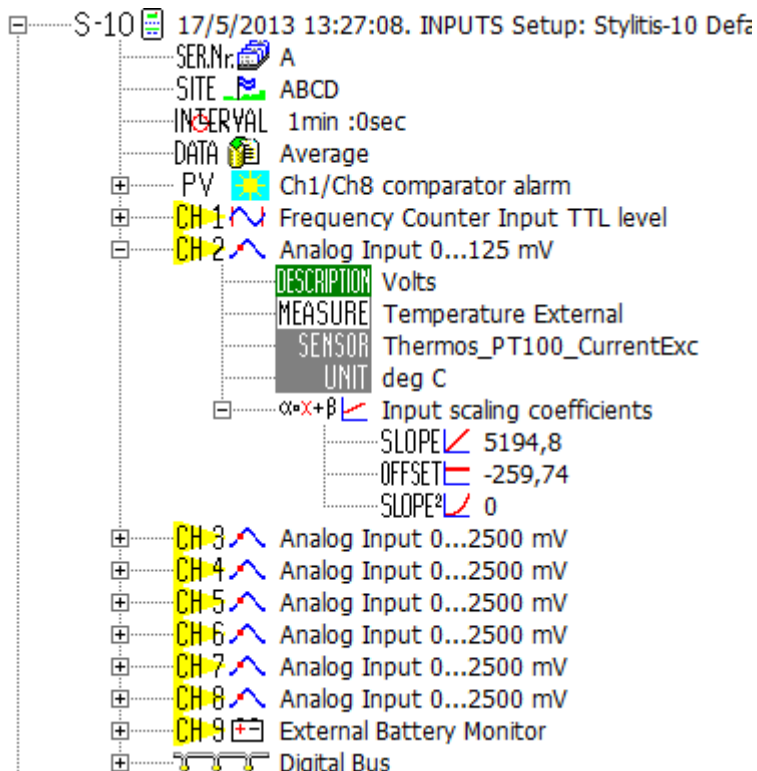 S-10 17/5/2013 13:27:08. INPUTS Setup: Stylitis-10 Defa
SER.Nr. A
SITE ABCD
INTERVAL 1min :0sec
DATA Average
PV Ch1/Ch8 comparator alarm
CH 1 Frequency Counter Input TTL level
CH 2 Analog Input 0...125 mV
DESCRIPTION Volts
MEASURE Temperature External
SENSOR Thermos_PT100_CurrentExc
UNIT deg C
α•x+β Input scaling coefficients
SLOPE 5194,8
OFFSET -259,74
SLOPE² 0
CH 3 Analog Input 0...2500 mV
CH 4 Analog Input 0...2500 mV
CH 5 Analog Input 0...2500 mV
CH 6 Analog Input 0...2500 mV
CH 7 Analog Input 0...2500 mV
CH 8 Analog Input 0...2500 mV
CH 9 External Battery Monitor
Digital Bus